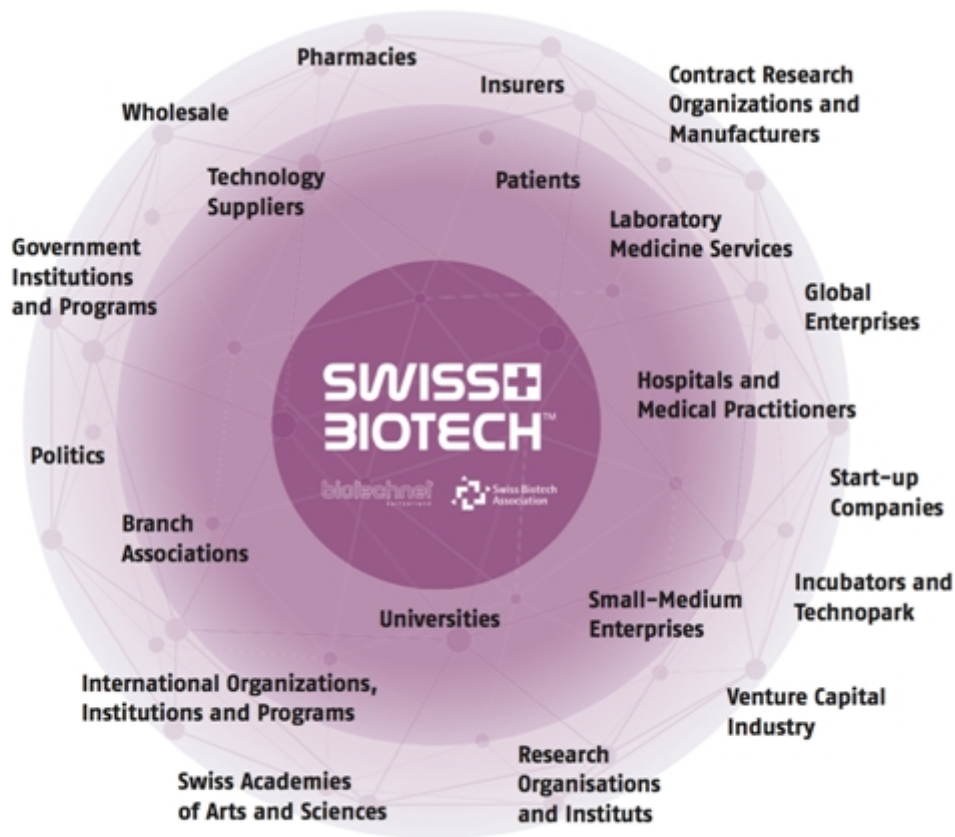 Pharmacies
Insurers
Contract Research
Organizations and
Manufacturers
Wholesale
Technology
Suppliers
Patients
Laboratory
Medicine Services
Government
Institutions
and Programs
Global
Enterprises
SWISS
BIOTECH™
Hospitals and
Medical Practitioners
Politics
biotechnet
switzerland
Swiss Biotech
Association
Start-up
Companies
Branch
Associations
Incubators and
Technopark
Universities
Small-Medium
Enterprises
International Organizations,
Institutions and Programs
Venture Capital
Industry
Research
Organisations
and Instituts
Swiss Academies
of Arts and Sciences